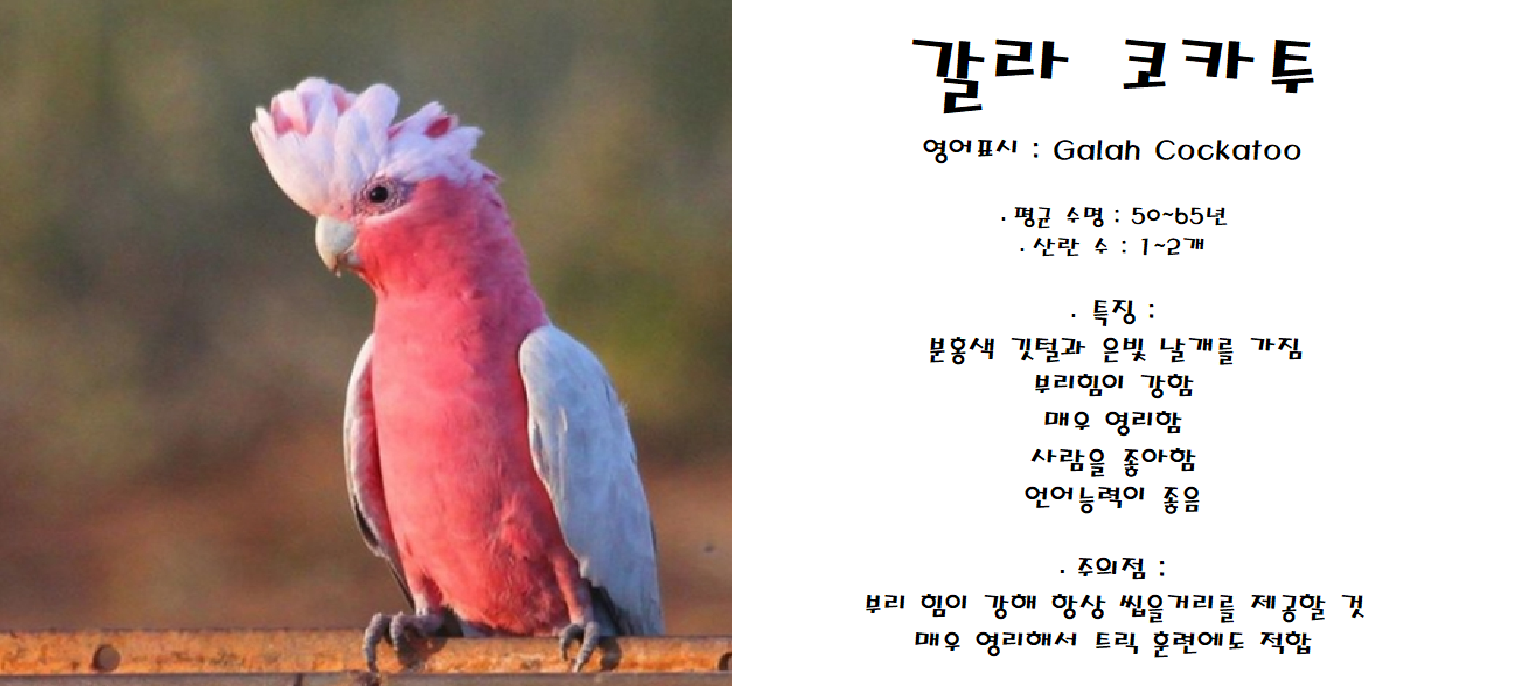 갈라 코카투
영어표시 : Galah Cockatoo
· 평균 수명 : 50~65년
· 산란 수 : 1~2개
· 특징 :
분홍색 깃털과 은빛 날개를 가짐
부리힘이 강함
매우 영리함
사람을 좋아함
언어능력이 좋음
· 주의점 :
부리 힘이 강해 항상 씹을거리를 제공할 것
매우 영리해서 트릭 훈련에도 적합